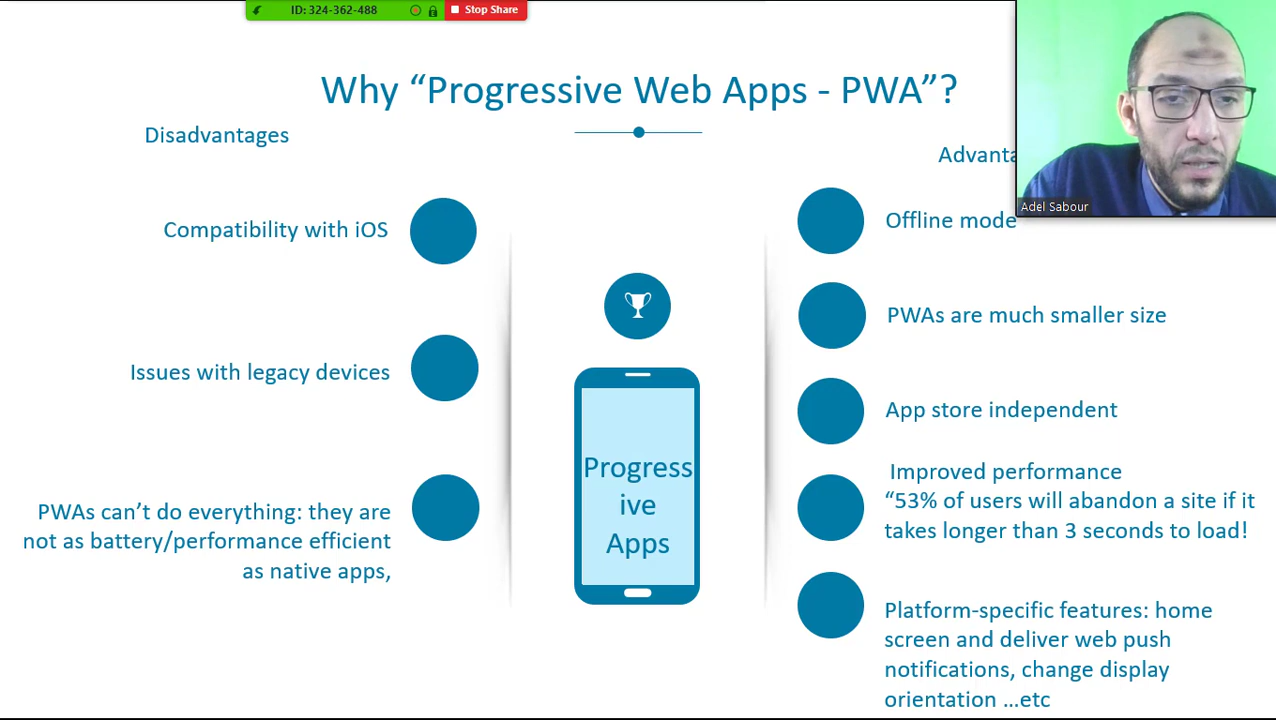 ID: 324-362-488
Stop Share
Why “Progressive Web Apps - PWA”?
Disadvantages
Compatibility with iOS
Issues with legacy devices
PWAs can’t do everything: they are
not as battery/performance efficient
as native apps,
Progress
ive
Apps
Advanta
Offline mode
PWAs are much smaller size
App store independent
Improved performance
“53% of users will abandon a site if it
takes longer than 3 seconds to load!
Platform-specific features: home
screen and deliver web push
notifications, change display
orientation …etc
Adel Sabour